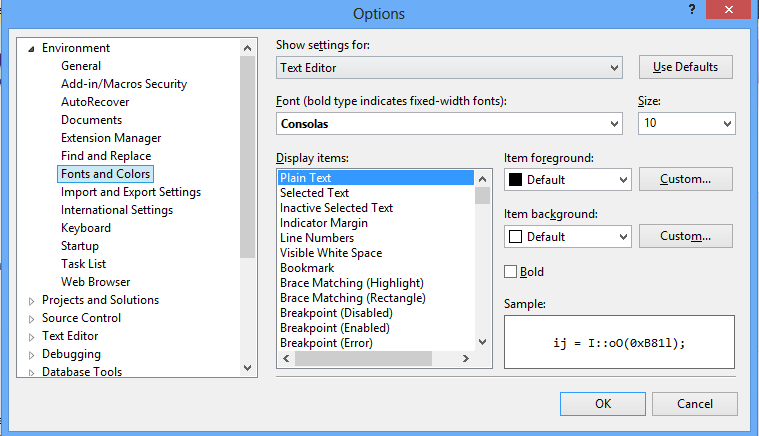 Options
?
Environment
General
Add-in/Macros Security
AutoRecover
Documents
Extension Manager
Find and Replace
Fonts and Colors
Import and Export Settings
International Settings
Keyboard
Startup
Task List
Web Browser
Projects and Solutions
Source Control
Text Editor
Debugging
Database Tools
Show settings for:
Text Editor
Use Defaults
Font (bold type indicates fixed-width fonts):
Size:
Consolas
10
Display items:
Plain Text
Selected Text
Inactive Selected Text
Indicator Margin
Line Numbers
Visible White Space
Bookmark
Brace Matching (Highlight)
Brace Matching (Rectangle)
Breakpoint (Disabled)
Breakpoint (Enabled)
Breakpoint (Error)
Item foreground:
Default
Custom...
Item background:
Default
Custom...
Bold
Sample:
ij = I::oO(0xB81l);
OK
Cancel